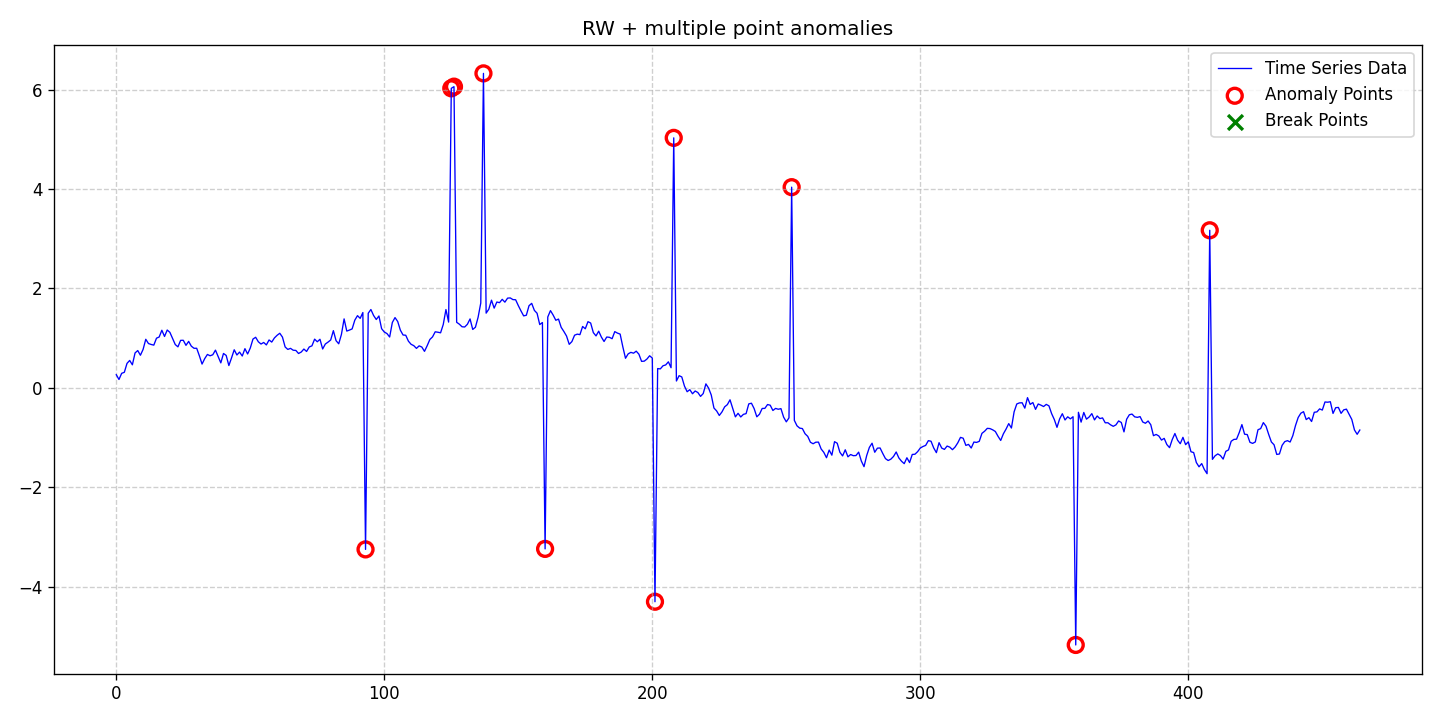 RW + multiple point anomalies
Time Series Data
Anomaly Points
Break Points
6
4
2
0
−2
−4
0 100 200 300 400